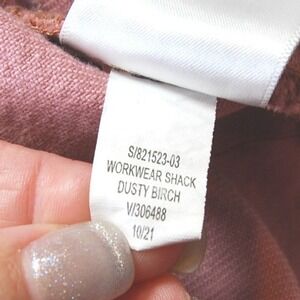 S/821523-03
WORKWEAR SHACK
DUSTY BIRCH
V/306488
10/21